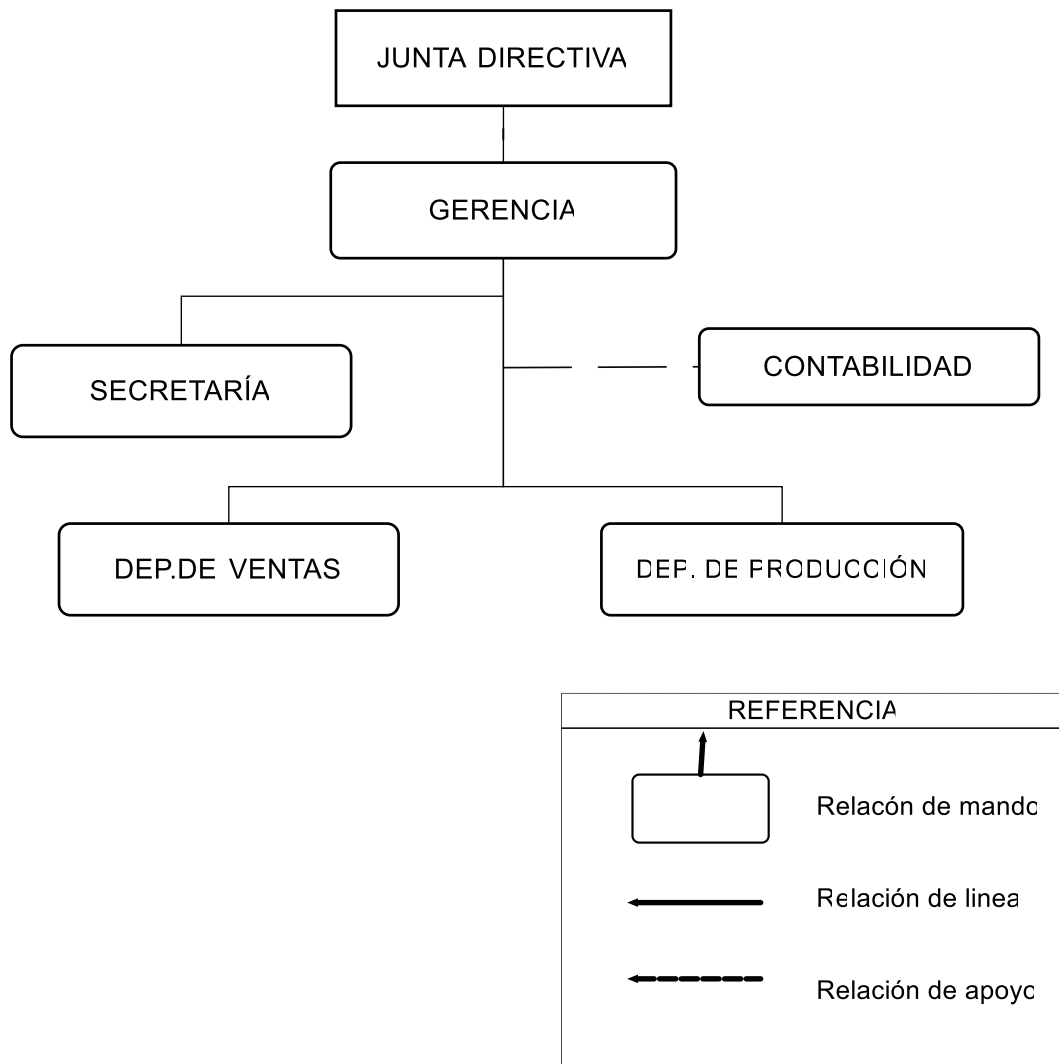 JUNTA DIRECTIVA
GERENCIA
SECRETARÍA
CONTABILIDAD
DEP.DE VENTAS
DEP. DE PRODUCCIÓN
REFERENCIA
Relacón de mando
Relación de linea
Relación de apoyo